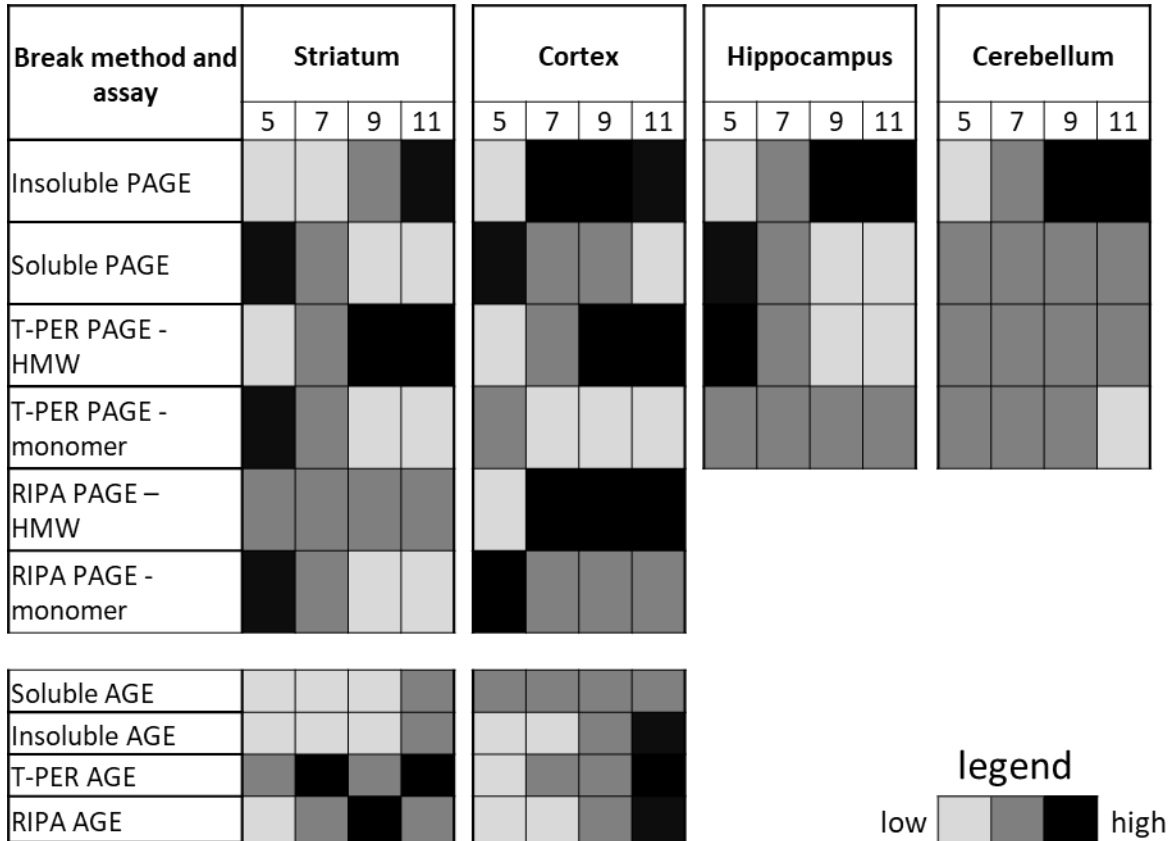 Break method and
assay
Striatum
Cortex
Hippocampus
Cerebellum
5 7 9 11
5 7 9 11
5 7 9 11
5 7 9 11
Insoluble PAGE
Soluble PAGE
T-PER PAGE -
HMW
T-PER PAGE -
monomer
RIPA PAGE –
HMW
RIPA PAGE -
monomer
Soluble AGE
Insoluble AGE
T-PER AGE
RIPA AGE
legend
low
high